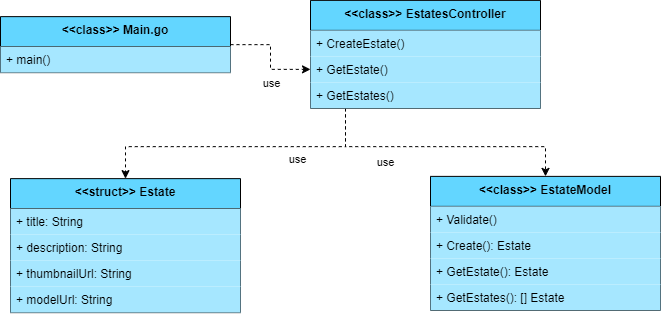 <<class>> Main.go
+ main()
use
<<class>> EstatesController
+ CreateEstate()
+ GetEstate()
+ GetEstates()
use
use
<<struct>> Estate
+ title: String
+ description: String
+ thumbnailUrl: String
+ modelUrl: String
<<class>> EstateModel
+ Validate()
+ Create(): Estate
+ GetEstate(): Estate
+ GetEstates(): [] Estate